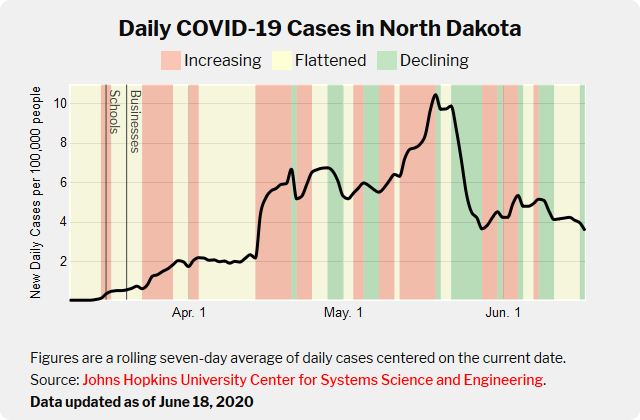 Daily COVID-19 Cases in North Dakota
Increasing Flattened Declining
New Daily Cases per 100,000 people
10
8
6
4
2
Schools
Businesses
Apr. 1 May. 1 Jun. 1
Figures are a rolling seven-day average of daily cases centered on the current date.
Source: Johns Hopkins University Center for Systems Science and Engineering.
Data updated as of June 18, 2020